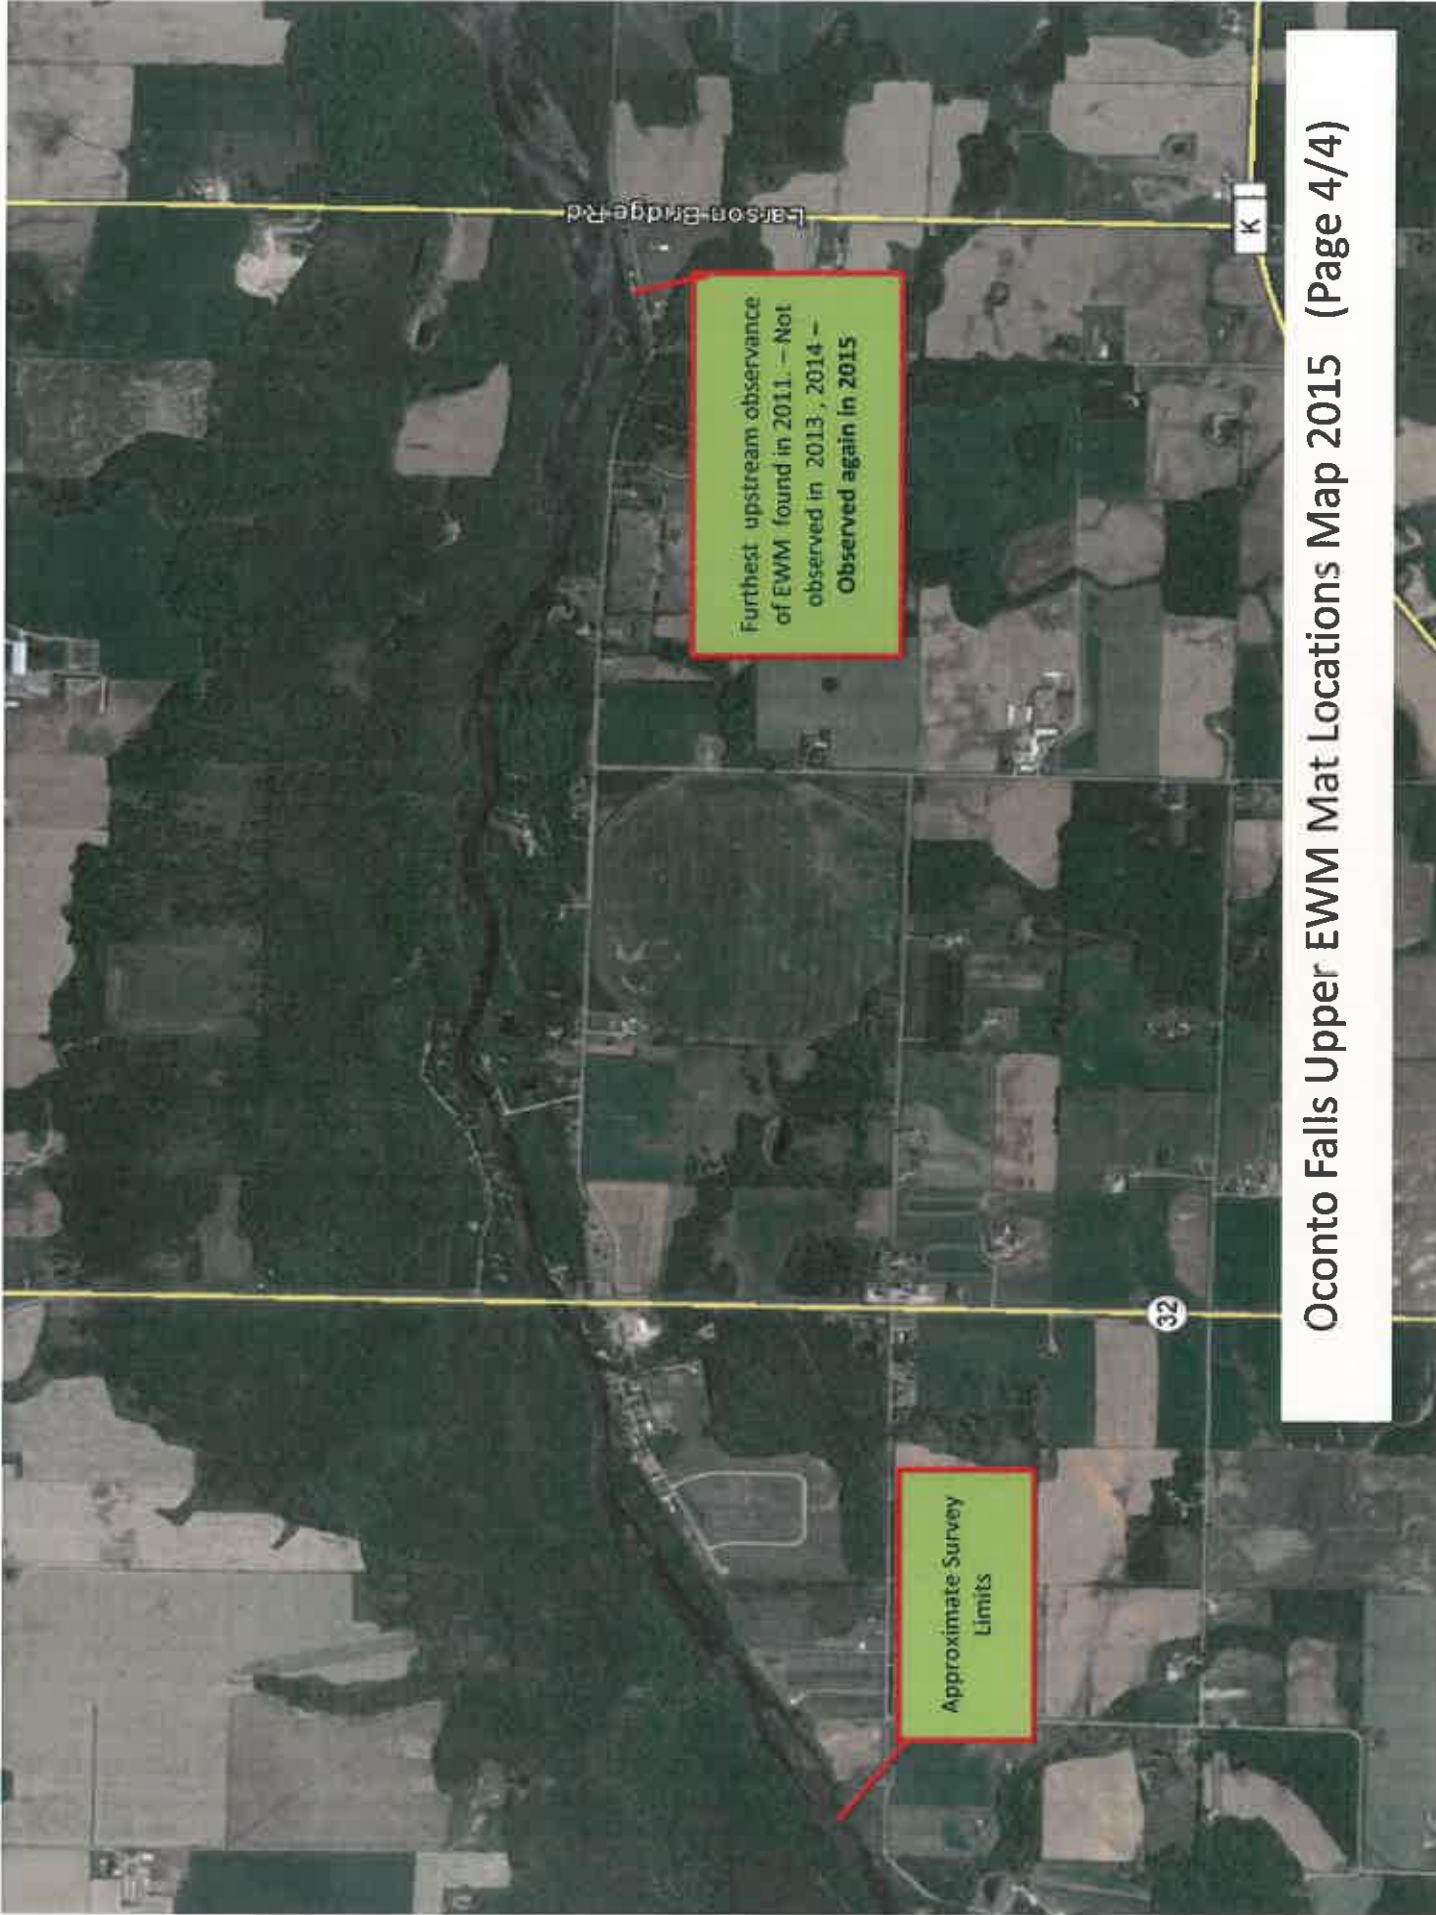 Larson Bridge Rd
Furthest upstream observance
of EWM found in 2011. – Not
observed in 2013 , 2014 –
Observed again in 2015
K
32
Approximate Survey
Limits
Oconto Falls Upper EWM Mat Locations Map 2015 (Page 4/4)